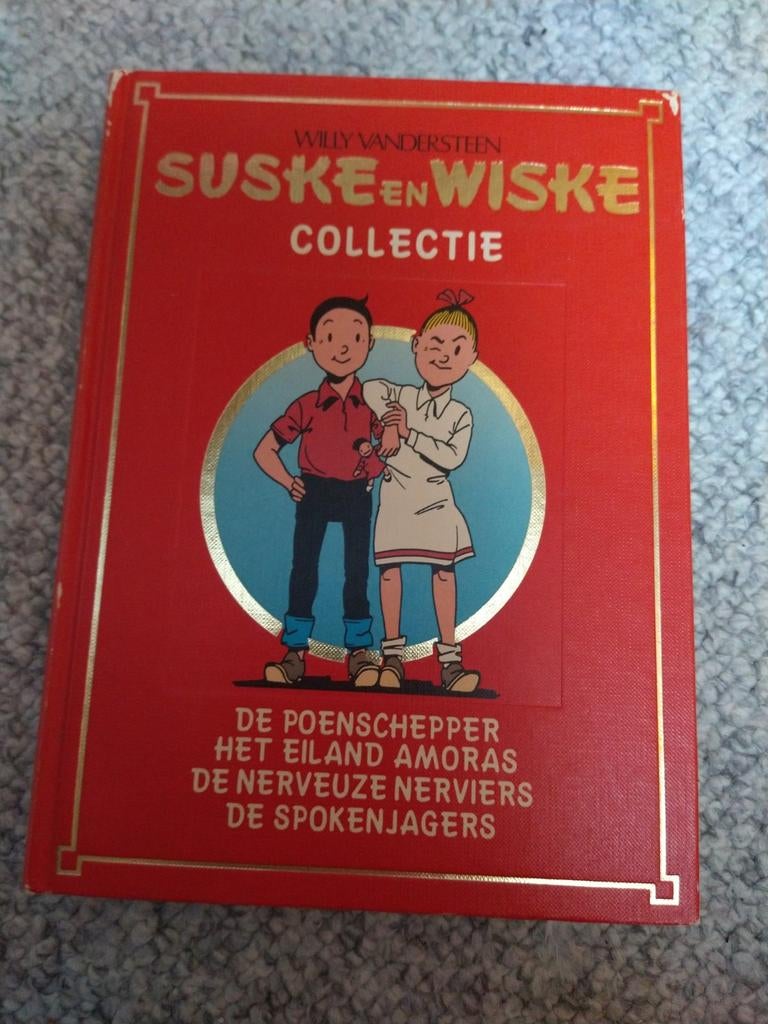 WILLY VANDERSTEEN
SUSKE EN WISKE
COLLECTIE
DE POENSCHEPPER
HET EILAND AMORAS
DE NERVEUZE NERVIERS
DE SPOKENJAGERS